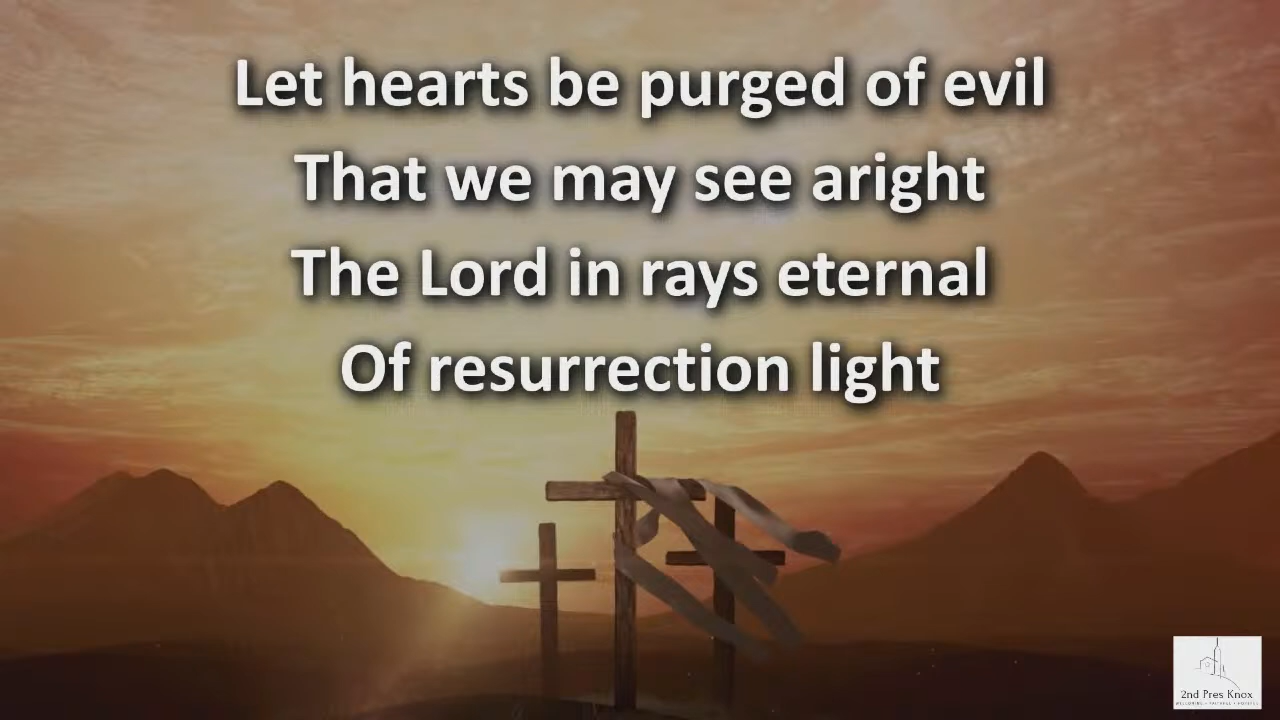 Let hearts be purged of evil
That we may see aright
The Lord in rays eternal
Of resurrection light
2nd Pres Knox